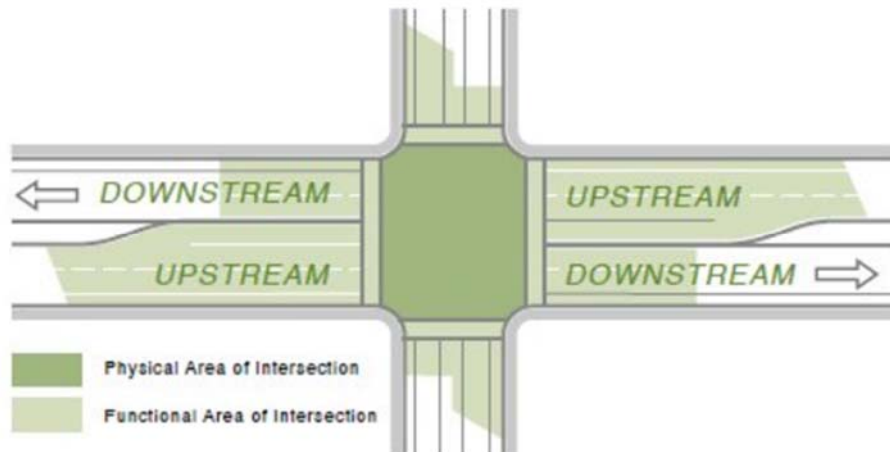 DOWNSTREAM
UPSTREAM
UPSTREAM
DOWNSTREAM
Physical Area of Intersection
Functional Area of Intersection